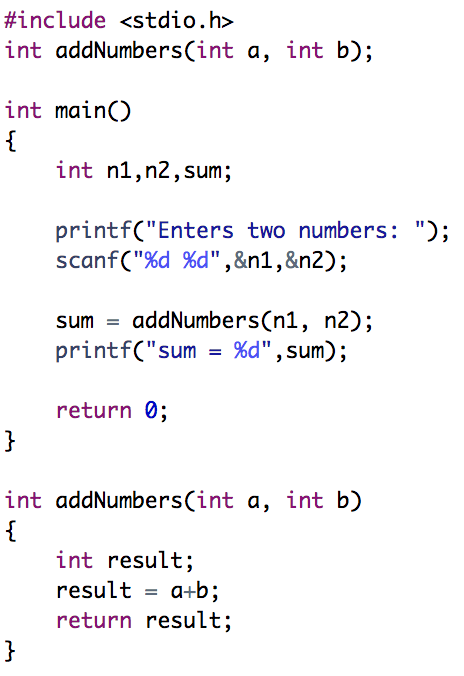 #include <stdio.h>
int addNumbers(int a, int b);

int main()
{
    int n1,n2,sum;

    printf("Enters two numbers: ");
    scanf("%d %d",&n1,&n2);

    sum = addNumbers(n1, n2);
    printf("sum = %d",sum);

    return 0;
}

int addNumbers(int a, int b)
{
    int result;
    result = a+b;
    return result;
}